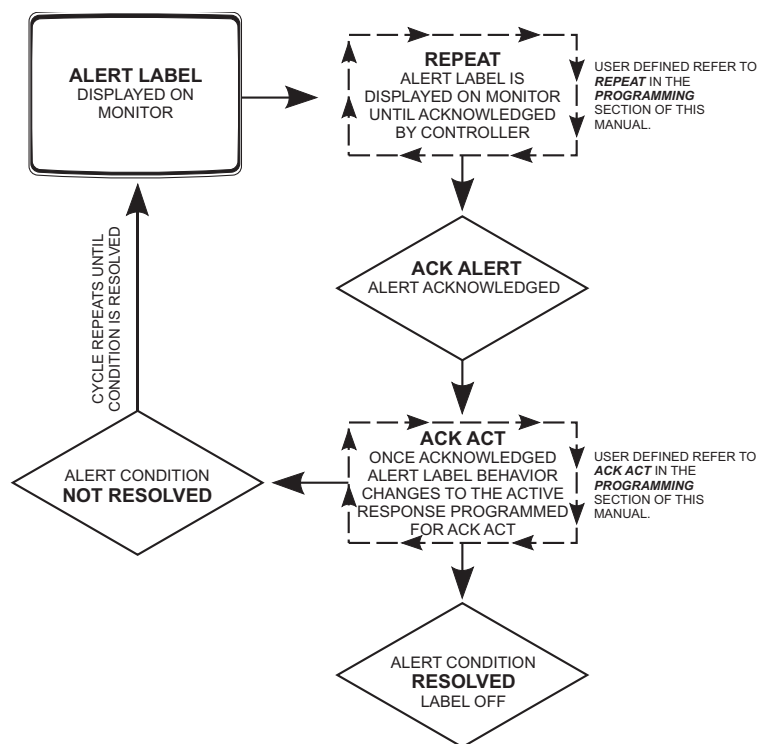 ALERT LABEL
DISPLAYED ON
MONITOR
REPEAT
ALERT LABEL IS
DISPLAYED ON MONITOR
UNTIL ACKNOWLEDGED
BY CONTROLLER
USER DEFINED REFER TO
REPEAT IN THE
PROGRAMMING
SECTION OF THIS
MANUAL.
ACK ALERT
ALERT ACKNOWLEDGED
CYCLE REPEATS UNTIL
CONDITION IS RESOLVED
ALERT CONDITION
NOT RESOLVED
ACK ACT
ONCE ACKNOWLEDGED
ALERT LABEL BEHAVIOR
CHANGES TO THE ACTIVE
RESPONSE PROGRAMMED
FOR ACK ACT
USER DEFINED REFER TO
ACK ACT IN THE
PROGRAMMING
SECTION OF THIS
MANUAL.
ALERT CONDITION
RESOLVED
LABEL OFF